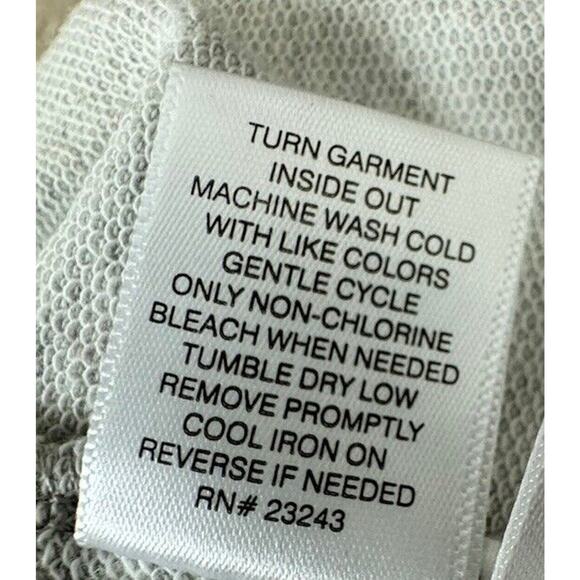 TURN GARMENT
INSIDE OUT
MACHINE WASH COLD
WITH LIKE COLORS
GENTLE CYCLE
ONLY NON-CHLORINE
BLEACH WHEN NEEDED
TUMBLE DRY LOW
REMOVE PROMPTLY
COOL IRON ON
REVERSE IF NEEDED
RN# 23243